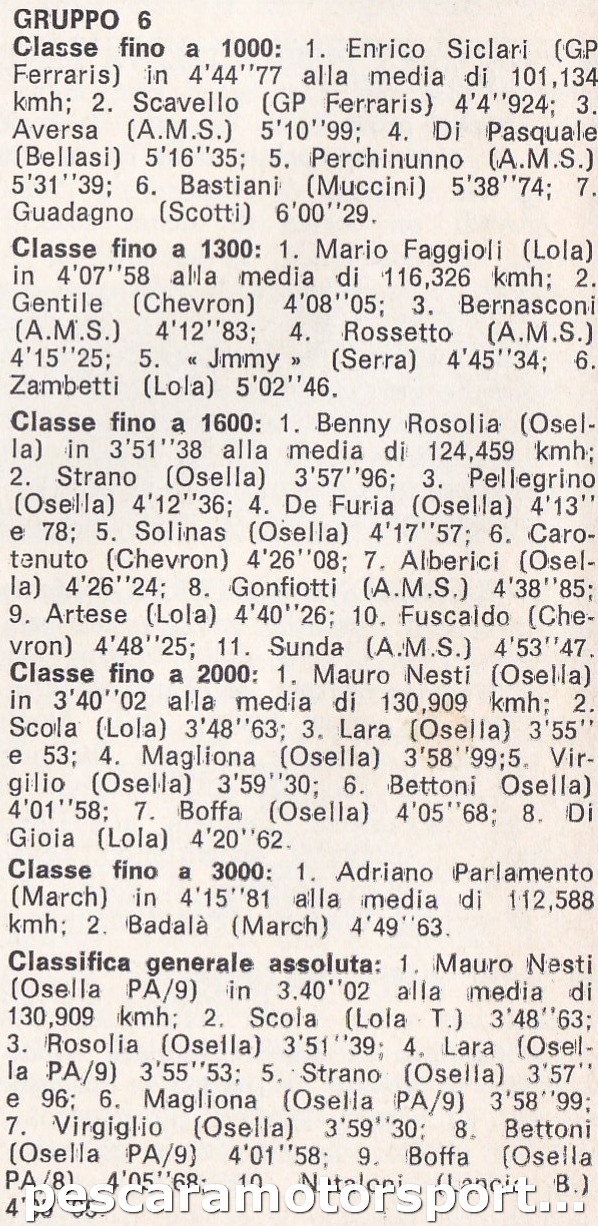 GRUPPO 6
Classe fino a 1000: 1. Enrico Siclari (GP
Ferraris) in 4'44''77 alla media di 101,134
kmh; 2. Scavello (GP Ferraris) 4'4''924; 3.
Aversa (A.M.S.) 5'10''99; 4. Di Pasquale
(Bellasi) 5'16''35; 5. Perchinunno (A.M.S.)
5'31''39; 6. Bastiani (Muccini) 5'38''74; 7.
Guadagno (Scotti) 6'00''29.
Classe fino a 1300: 1. Mario Faggioli (Lola)
in 4'07''58 alla media di 116,326 kmh; 2.
Gentile (Chevron) 4'08''05; 3. Bernasconi
(A.M.S.) 4'12''83; 4. Rossetto (A.M.S.)
4'15''25; 5. « Jmmy » (Serra) 4'45''34; 6.
Zambetti (Lola) 5'02''46.
Classe fino a 1600: 1. Benny Rosolia (Osel-
la) in 3'51''38 alla media di 124,459 kmh;
2. Strano (Osella) 3'57''96; 3. Pellegrino
(Osella) 4'12''36; 4. De Furia (Osella) 4'13''
e 78; 5. Solinas (Osella) 4'17''57; 6. Caro-
tenuto (Chevron) 4'26''08; 7. Alberici (Osel-
la) 4'26''24; 8. Gonfiotti (A.M.S.) 4'38''85;
9. Artese (Lola) 4'40''26; 10. Fuscaldo (Che-
vron) 4'48''25; 11. Sunda (A.M.S.) 4'53''47.
Classe fino a 2000: 1. Mauro Nesti (Osella)
in 3'40''02 alla media di 130,909 kmh; 2.
Scola (Lola) 3'48''63; 3. Lara (Osella) 3'55''
e 53; 4. Magliona (Osella) 3'58''99;5. Vir-
gilio (Osella) 3'59''30; 6. Bettoni Osella)
4'01''58; 7. Boffa (Osella) 4'05''68; 8. Di
Gioia (Lola) 4'20''62.
Classe fino a 3000: 1. Adriano Parlamento
(March) in 4'15''81 alla media di 112,588
kmh; 2. Badalà (March) 4'49''63.
Classifica generale assoluta: 1. Mauro Nesti
(Osella PA/9) in 3.40''02 alla media di
130,909 kmh; 2. Scola (Lola T.) 3'48''63;
3. Rosolia (Osella) 3'51''39; 4. Lara (Osel-
la PA/9) 3'55''53; 5. Strano (Osella) 3'57''
e 96; 6. Magliona (Osella PA/9) 3'58''99;
7. Virgiglio (Osella) 3'59''30; 8. Bettoni
(Osella PA/9) 4'01''58; 9. Boffa (Osella
PA/8) 4'05''68; 10. (Lancia B.)
pescaramotorsport...